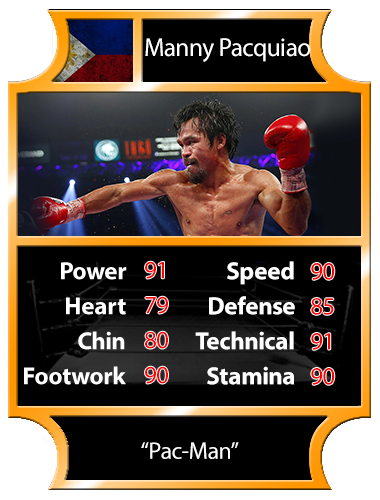 Manny Pacquiao
Power 91 Speed 90
Heart 79 Defense 85
Chin 80 Technical 91
Footwork 90 Stamina 90
“Pac-Man”